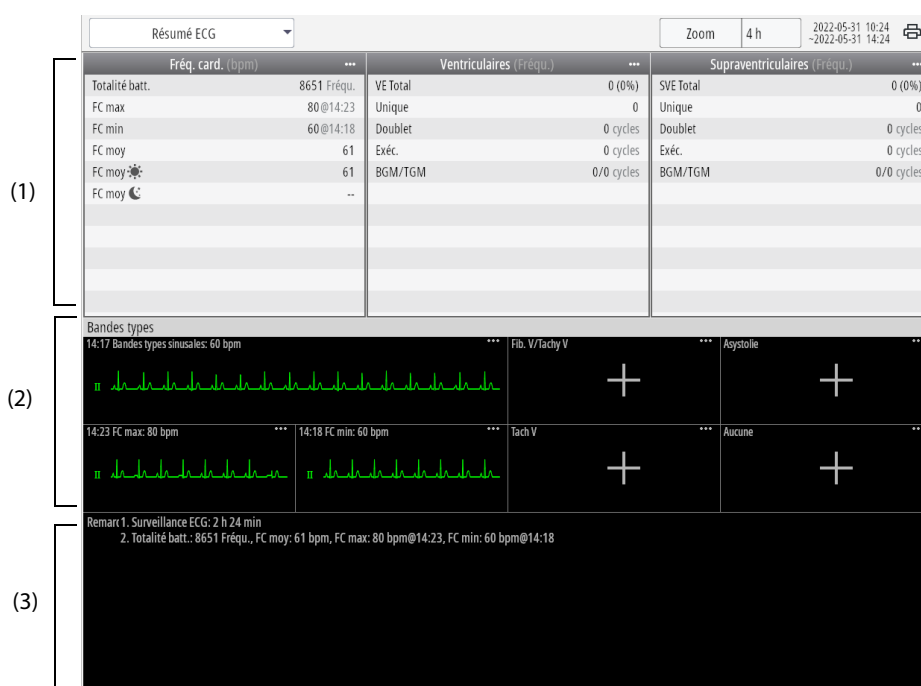 Résumé ECG
Zoom
4 h
2022-05-31 10:24
~2022-05-31 14:24
(1)
Fréq. card. (bpm) •••
Totalité batt. 8651 Fréqu.
FC max 80@14:23
FC min 60@14:18
FC moy 61
FC moy 61
FC moy --
Ventriculaires (Fréqu.) •••
VE Total 0 (0%)
Unique 0
Doublet 0 cycles
Exéc. 0 cycles
BGM/TGM 0/0 cycles
Supraventriculaires (Fréqu.)
SVE Total 0 (0%)
Unique 0
Doublet 0 cycles
Exéc. 0 cycles
BGM/TGM 0/0 cycles
(2)
Bandes types
14:17 Bandes types sinusales: 60 bpm •••
II
Fib. V/Tachy V •••
Asystolie
14:23 FC max: 80 bpm •••
II
14:18 FC min: 60 bpm •••
II
Tach V •••
Aucune
(3)
Remarc 1. Surveillance ECG: 2 h 24 min
2. Totalité batt.: 8651 Fréqu., FC moy: 61 bpm, FC max: 80 bpm@14:23, FC min: 60 bpm@14:18